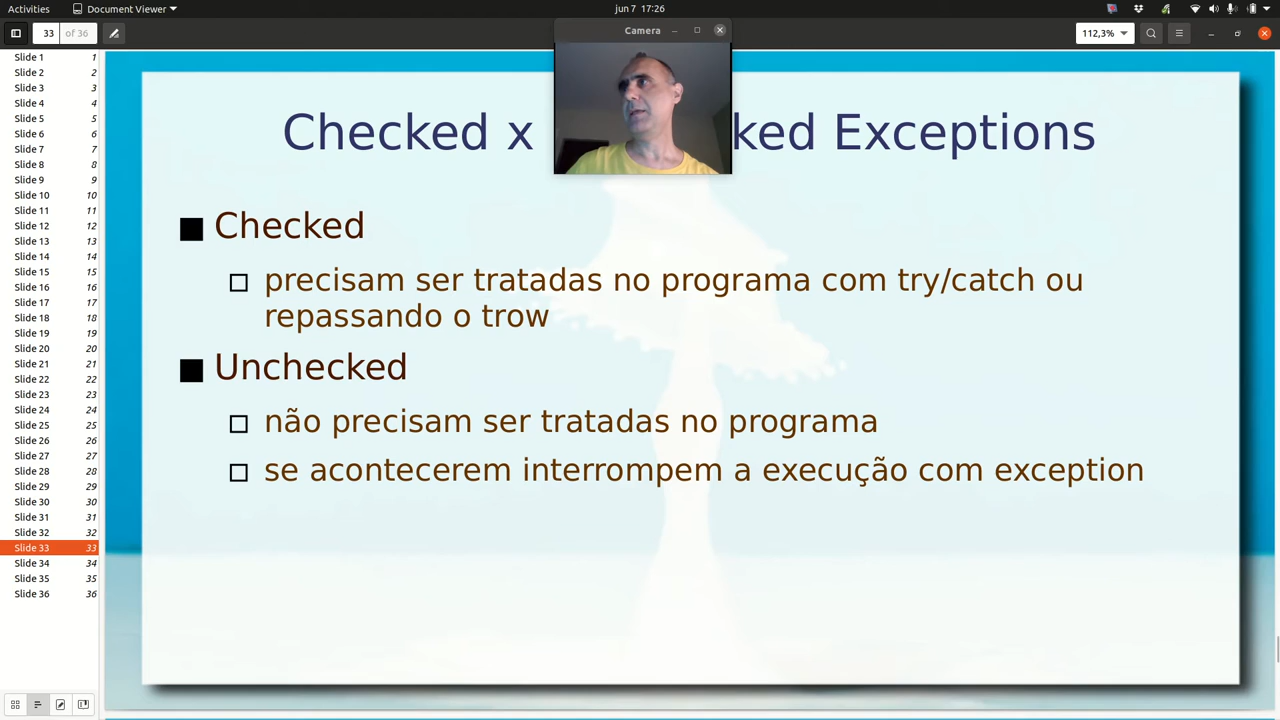 Activities
Document Viewer
jun 7 17:26
33 of 36
Camera
112,3%
Slide 1 1
Slide 2 2
Slide 3 3
Slide 4 4
Slide 5 5
Slide 6 6
Slide 7 7
Slide 8 8
Slide 9 9
Slide 10 10
Slide 11 11
Slide 12 12
Slide 13 13
Slide 14 14
Slide 15 15
Slide 16 16
Slide 17 17
Slide 18 18
Slide 19 19
Slide 20 20
Slide 21 21
Slide 22 22
Slide 23 23
Slide 24 24
Slide 25 25
Slide 26 26
Slide 27 27
Slide 28 28
Slide 29 29
Slide 30 30
Slide 31 31
Slide 32 32
Slide 33 33
Slide 34 34
Slide 35 35
Slide 36 36
Checked x ked Exceptions
Checked
precisam ser tratadas no programa com try/catch ou
repassando o trow
Unchecked
não precisam ser tratadas no programa
se acontecerem interrompem a execução com exception